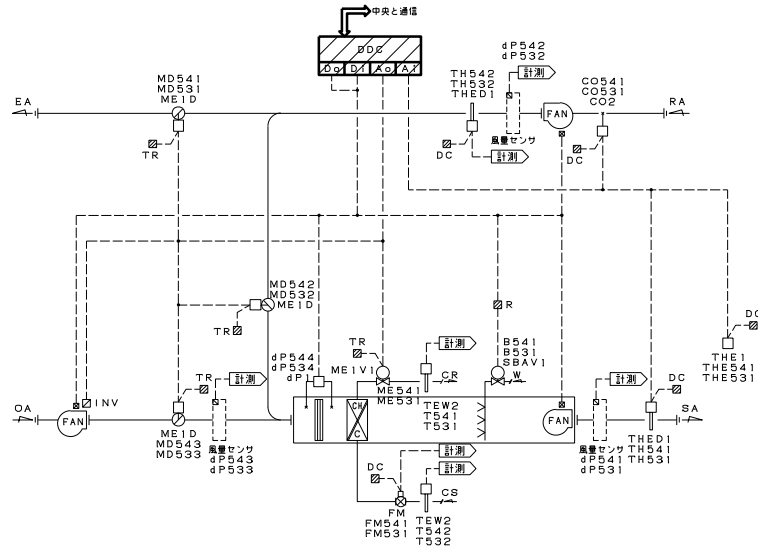 中央と通信
DDC
Do
Di
Ao
Ai
MD541
MD531
ME1D
EA
TR
TH542
TH532
THED1
dP542
dP532
計測
風量センサ
FAN
CO541
CO531
CO2
RA
DC
計測
DC
MD542
MD532
ME1D
TR
R
DC
THE1
TH541
TH531
dP544
dP534
dP1
TR
ME1V1
計測
CR
ME541
ME531
B541
B531
SBAV1
W
OA
INV
FAN
TR
計測
ME1D
MD543
MD533
風量センサ
dP543
dP533
CH
C
TEW2
T541
T531
FAN
計測
風量センサ
dP541
dP531
DC
SA
THED1
TH541
TH531
計測
DC
計測
CS
FM
FM541
FM531
TEW2
T542
T532